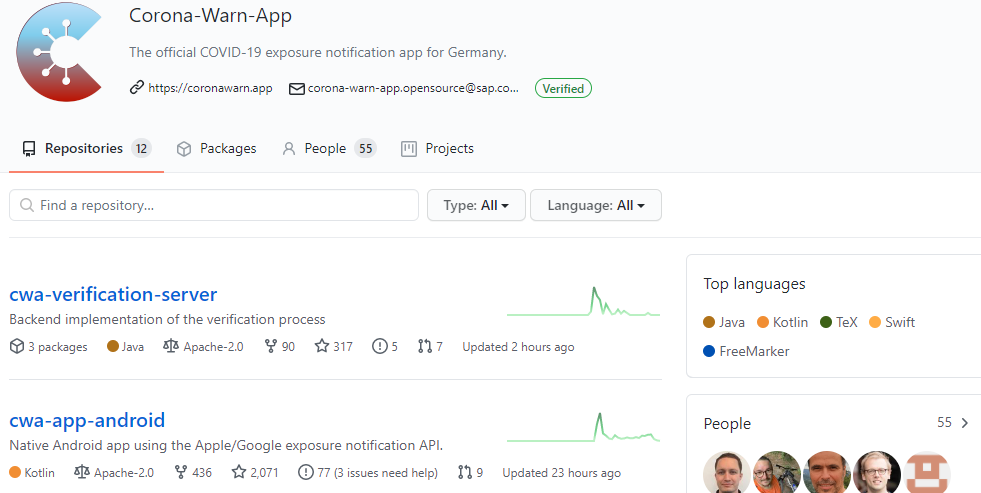 Corona-Warn-App
The official COVID-19 exposure notification app for Germany.
https://coronawarn.app corona-warn-app.opensource@sap.co... Verified
Repositories 12 Packages People 55 Projects
Find a repository... Type: All Language: All
cwa-verification-server
Backend implementation of the verification process
3 packages Java Apache-2.0 90 317 5 7 Updated 2 hours ago
cwa-app-android
Native Android app using the Apple/Google exposure notification API.
Kotlin Apache-2.0 436 2,071 77 (3 issues need help) 9 Updated 23 hours ago
Top languages
Java Kotlin TeX Swift
FreeMarker
People 55